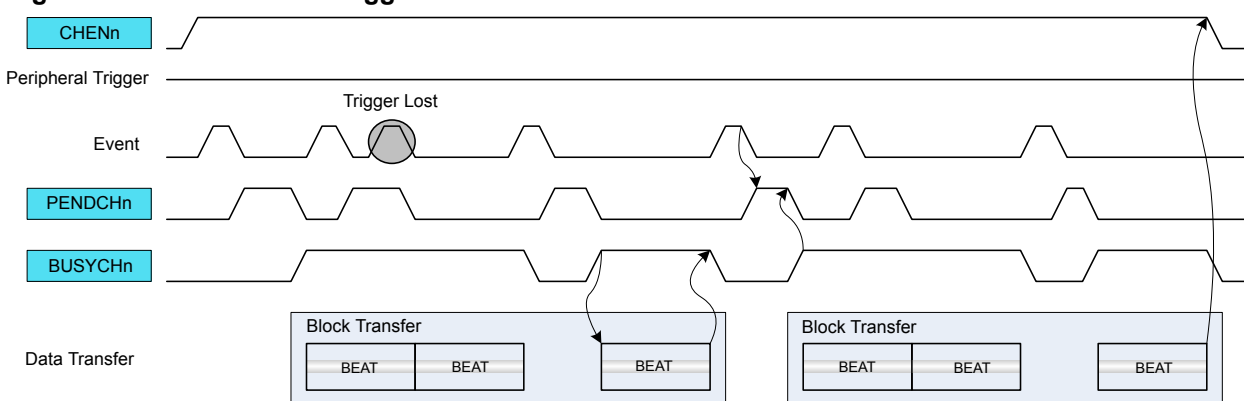 CHENn
Peripheral Trigger
Trigger Lost
Event
PENDCHn
BUSYCHn
Block Transfer
Block Transfer
Data Transfer
BEAT
BEAT
BEAT
BEAT
BEAT
BEAT